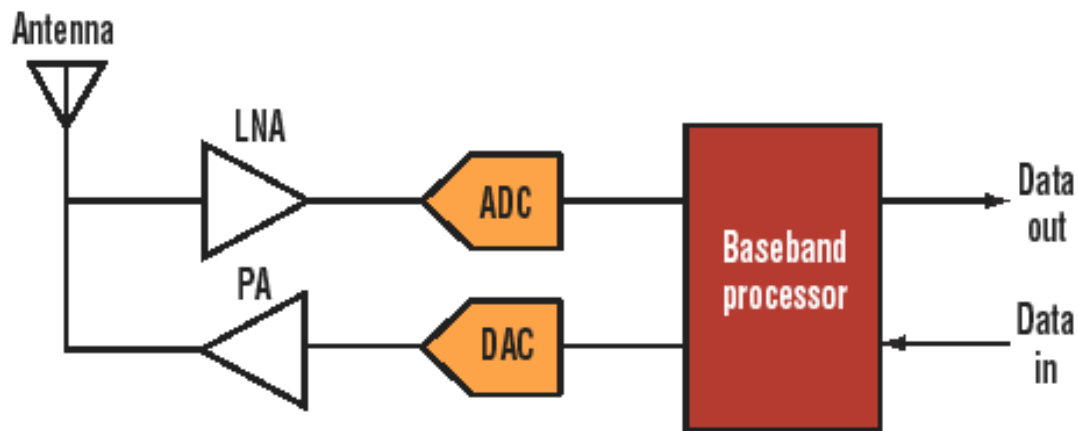 Antenna
LNA
ADC
PA
DAC
Baseband
processor
Data
out
Data
in